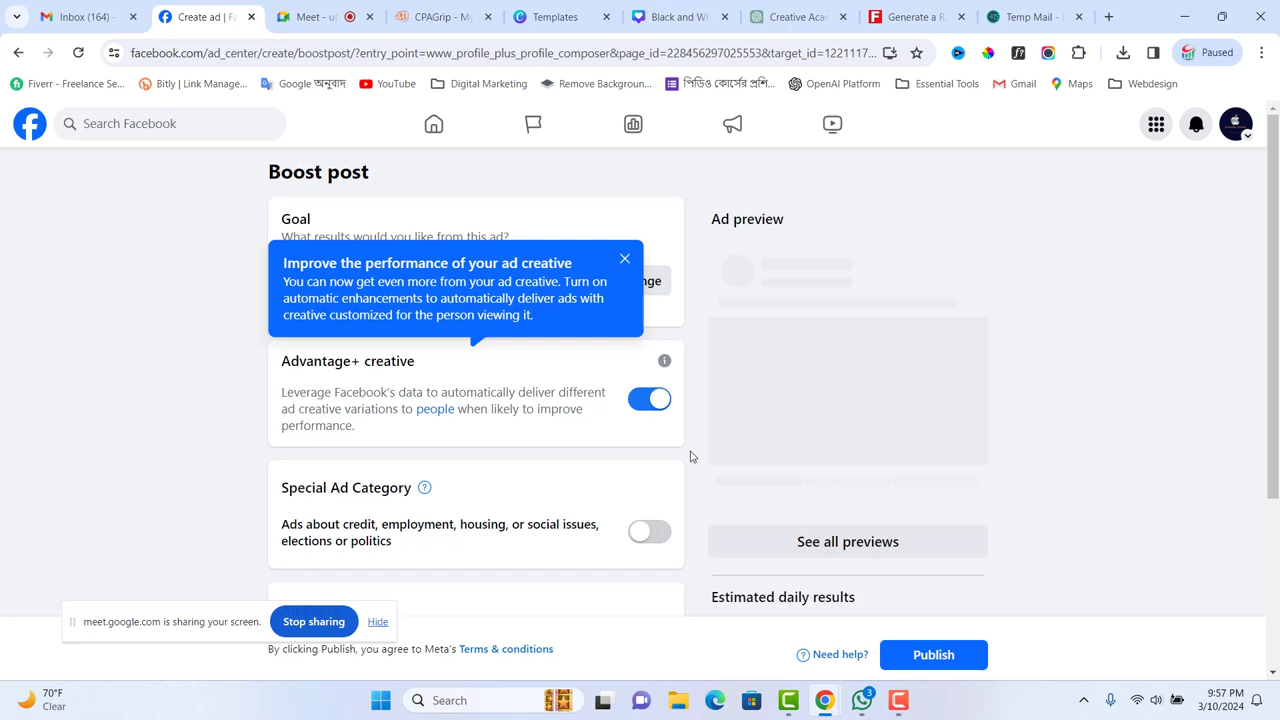 Inbox (44) -
Create ad | Fa
Meet - ut
CPAGrip - My
Templates
Black and Wh
Creative Aca
Generate a R
Temp Mail -
facebook.com/ad_center/create/boostpost/?entry_point=www_profile_plus_profile_composer&page_id=228456297025553&target_id=1221117...
Paused
Fiverr - Freelance Se...
Bitly | Link Manage...
Google অনুবাদ
YouTube
Digital Marketing
Remove Backgroun...
পিডিও কোর্সের প্রশি...
OpenAI Platform
Essential Tools
Gmail
Maps
Webdesign
Search Facebook
Boost post
Goal
What results would you like from this ad?
nge
Improve the performance of your ad creative
You can now get even more from your ad creative. Turn on
automatic enhancements to automatically deliver ads with
creative customized for the person viewing it.
Advantage+ creative
Leverage Facebook's data to automatically deliver different
ad creative variations to people when likely to improve
performance.
Special Ad Category
Ads about credit, employment, housing, or social issues,
elections or politics
Ad preview
See all previews
Estimated daily results
meet.google.com is sharing your screen.
Stop sharing
Hide
By clicking Publish, you agree to Meta's Terms & conditions
Need help?
Publish
70°F
Clear
Search
3
9:57 PM
3/10/2024